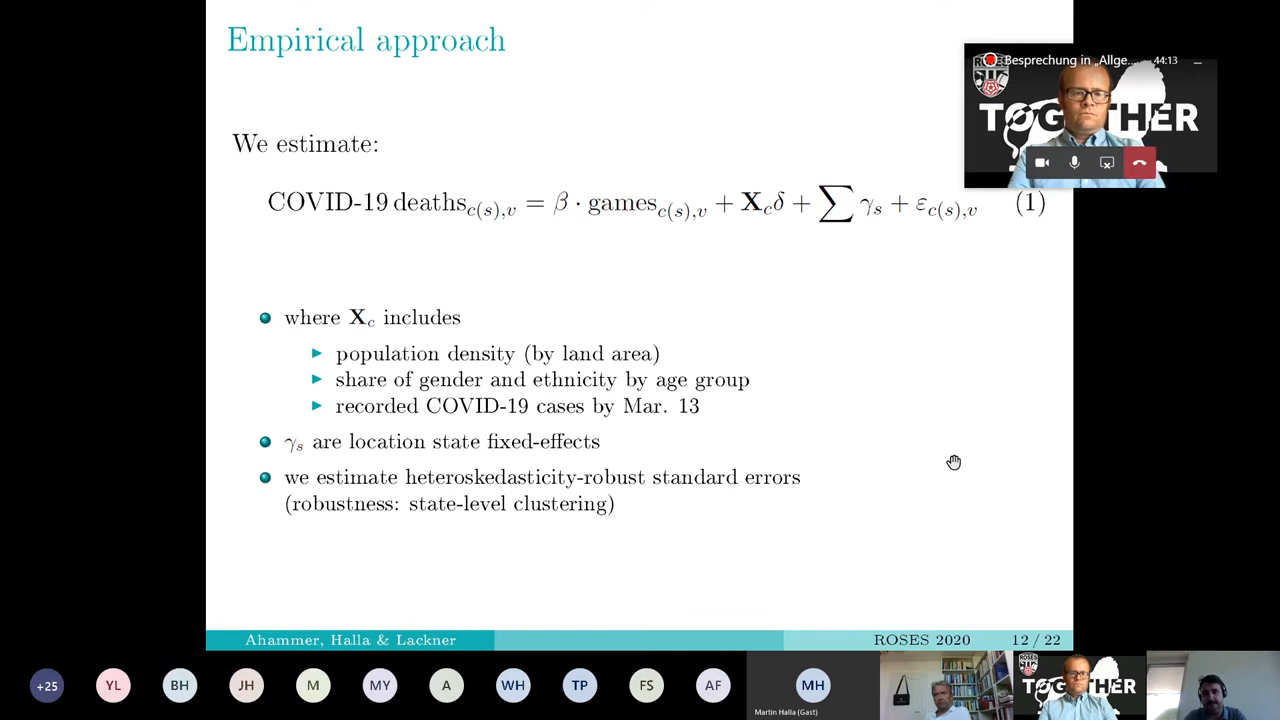 Empirical approach
Besprechung in „Allge... 44:13
TOGETHER
We estimate:
COVID-19 deaths_{c(s),v} = β · games_{c(s),v} + X_cδ + ∑ γ_s + ε_{c(s),v} (1)
where X_c includes
population density (by land area)
share of gender and ethnicity by age group
recorded COVID-19 cases by Mar. 13
γ_s are location state fixed-effects
we estimate heteroskedasticity-robust standard errors
(robustness: state-level clustering)
Ahammer, Halla & Lackner ROSES 2020 12 / 22
+25 YL BH JH M MY A WH TP FS AF MH
Martin Halla (Gast)
TOGETHER